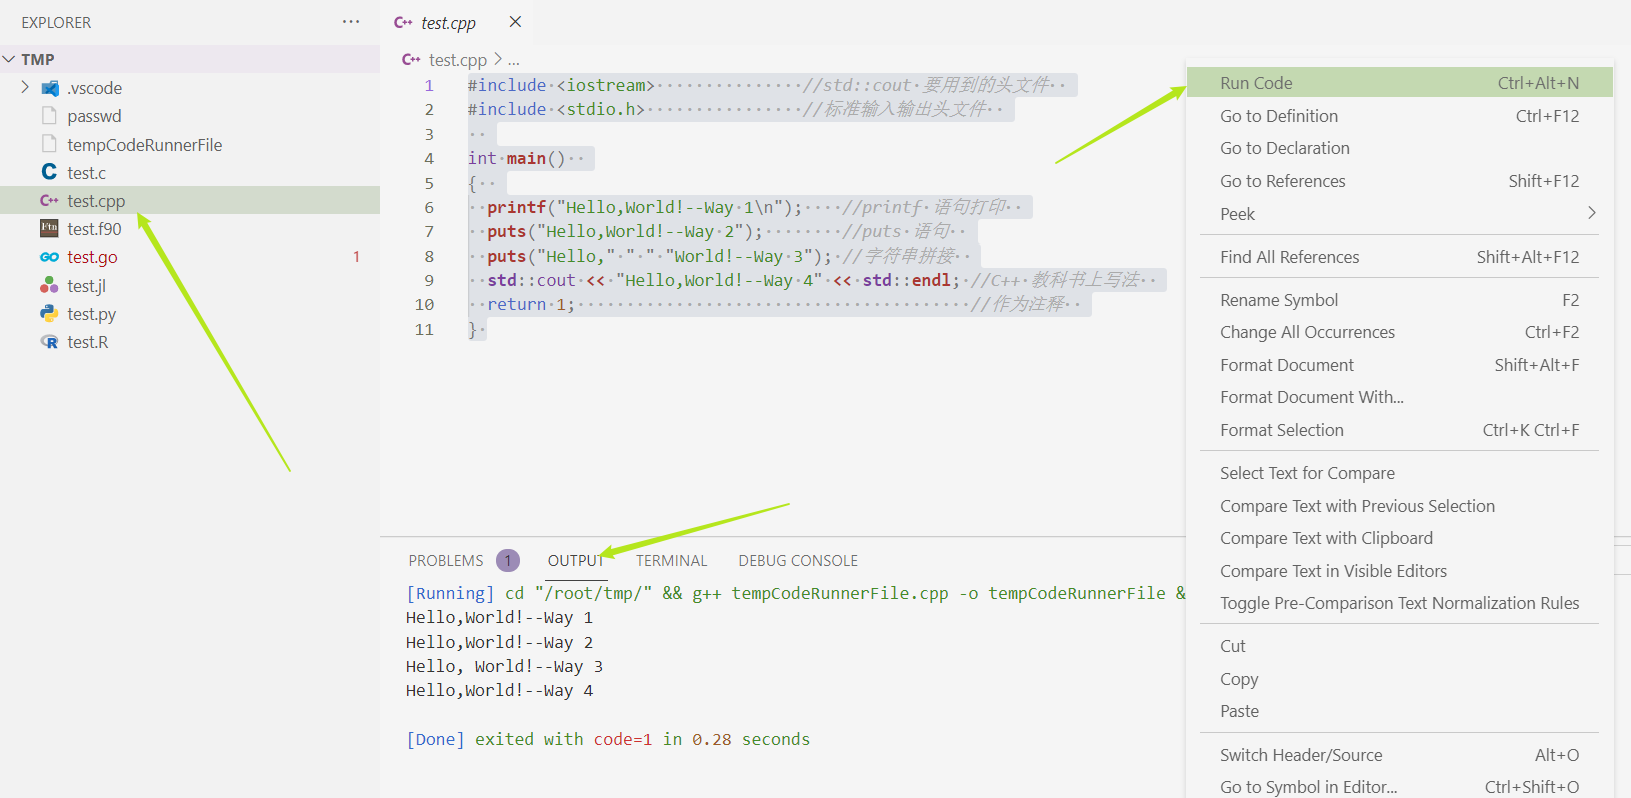 EXPLORER
TMP
.vscode
passwd
tempCodeRunnerFile
test.c
test.cpp
test.f90
test.go 1
test.jl
test.py
test.R
test.cpp
test.cpp > ...
1 #include <iostream> //std::cout 要用到的头文件
2 #include <stdio.h> //标准输入输出头文件
3
4 int main()
5 {
6 printf("Hello,World!--Way 1\n"); //printf 语句打印
7 puts("Hello,World!--Way 2"); //puts 语句
8 puts("Hello," " " "World!--Way 3"); //字符串拼接
9 std::cout << "Hello,World!--Way 4" << std::endl; //C++ 教科书上写法
10 return 1; //作为注释
11 }
Run Code Ctrl+Alt+N
Go to Definition Ctrl+F12
Go to Declaration
Go to References Shift+F12
Peek
Find All References Shift+Alt+F12
Rename Symbol F2
Change All Occurrences Ctrl+F2
Format Document Shift+Alt+F
Format Document With...
Format Selection Ctrl+K Ctrl+F
Select Text for Compare
Compare Text with Previous Selection
Compare Text with Clipboard
Compare Text in Visible Editors
Toggle Pre-Comparison Text Normalization Rules
Cut
Copy
Paste
Switch Header/Source Alt+O
Go to Symbol in Editor... Ctrl+Shift+O
PROBLEMS 1 OUTPUT TERMINAL DEBUG CONSOLE
[Running] cd "/root/tmp/" && g++ tempCodeRunnerFile.cpp -o tempCodeRunnerFile &
Hello,World!--Way 1
Hello,World!--Way 2
Hello, World!--Way 3
Hello,World!--Way 4
[Done] exited with code=1 in 0.28 seconds